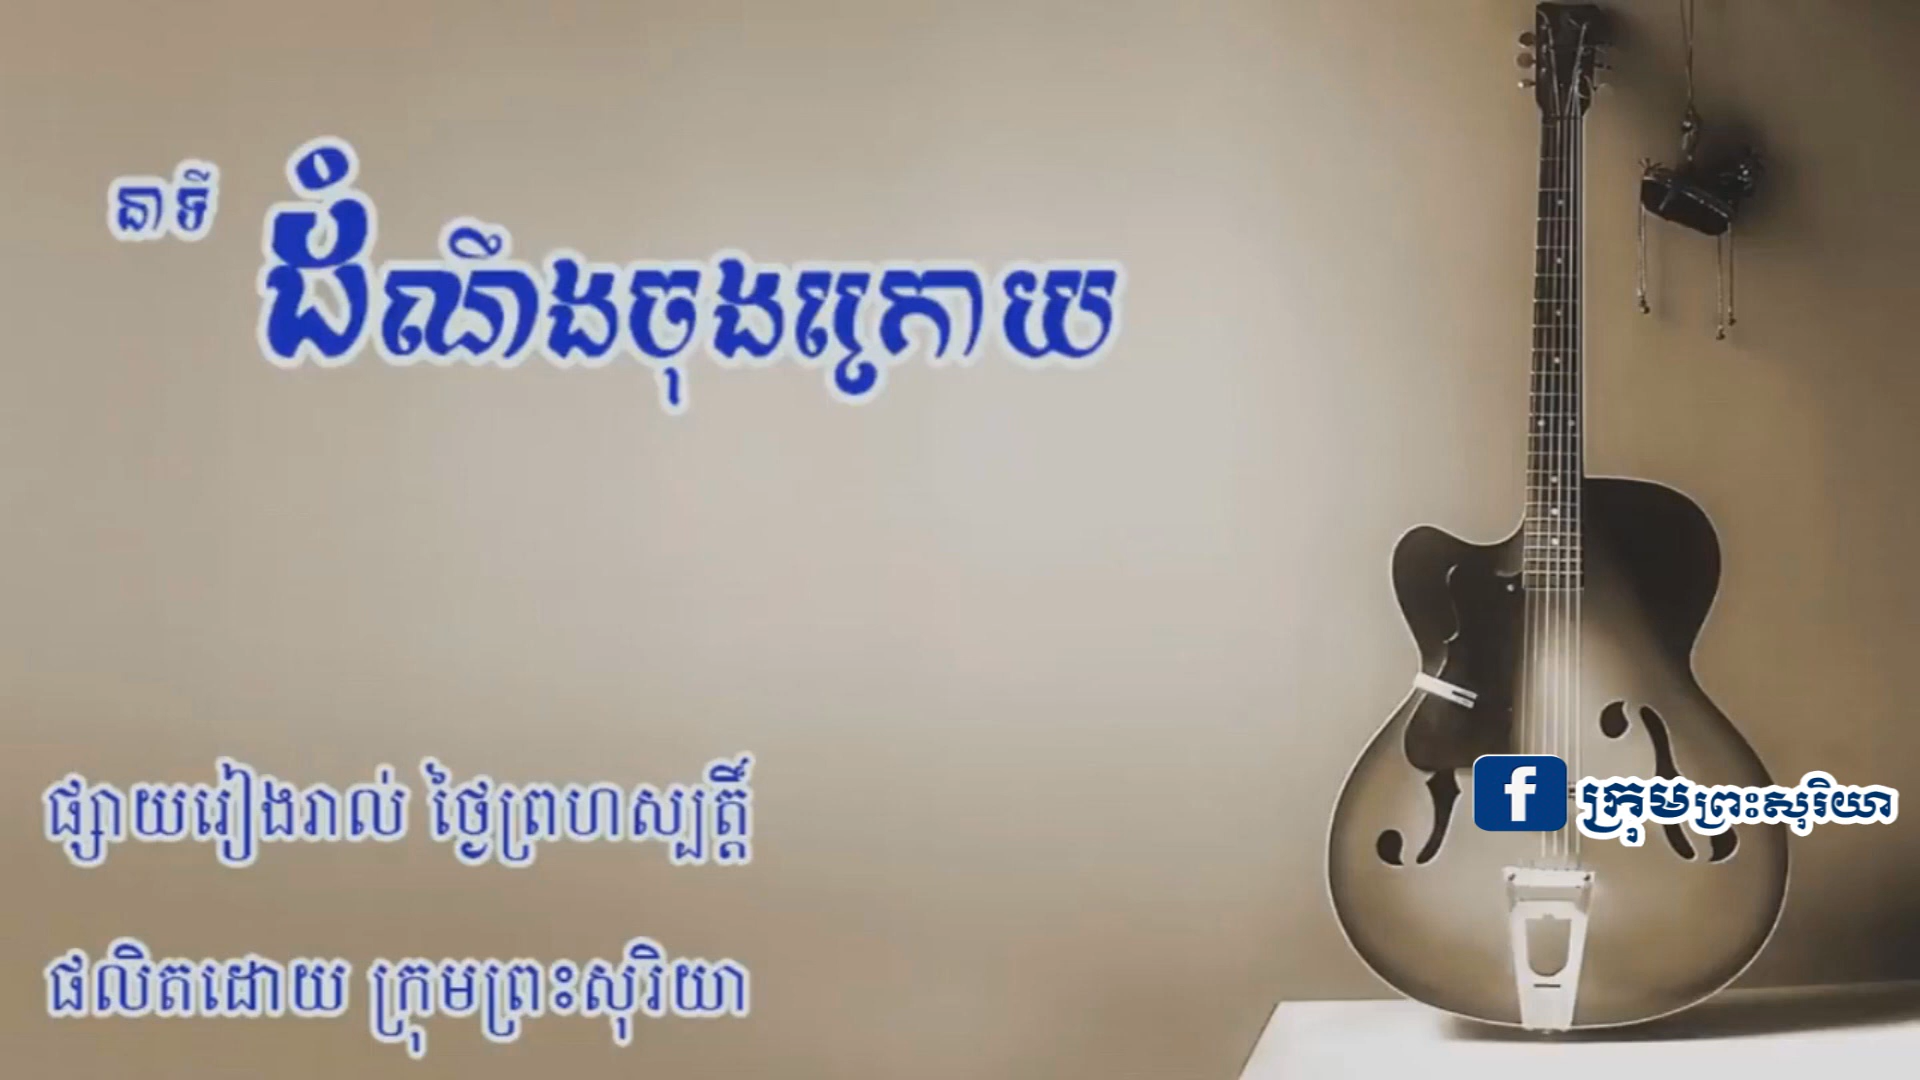 នាទី
ដំណឹងចុងក្រោយ
ផ្សាយរៀងរាល់ ថ្ងៃព្រហស្បត្តិ៍
ផលិតដោយ ក្រុមព្រះសុរិយា
f ក្រុមព្រះសុរិយា